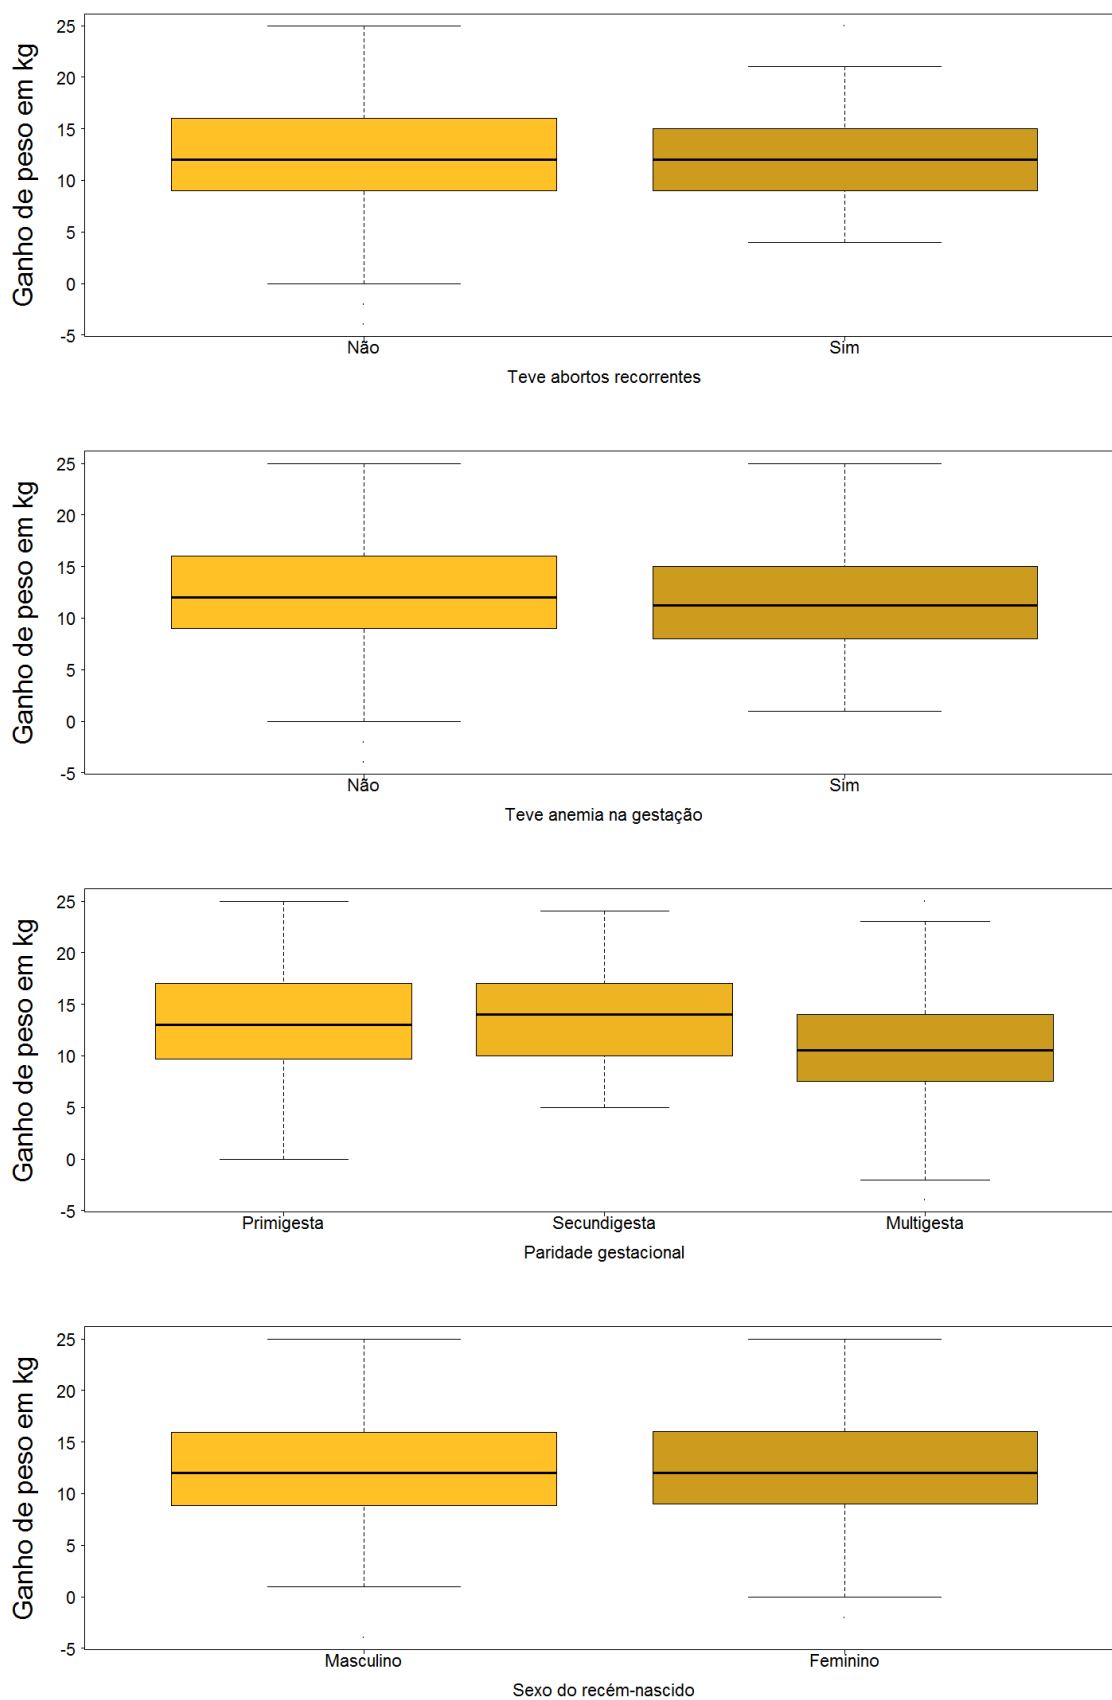 Ganho de peso em kg
25
20
15
10
5
0
-5
Não Sim
Teve abortos recorrentes
Ganho de peso em kg
25
20
15
10
5
0
-5
Não Sim
Teve anemia na gestação
Ganho de peso em kg
25
20
15
10
5
0
-5
Primigesta Secundigesta Multigesta
Paridade gestacional
Ganho de peso em kg
25
20
15
10
5
0
-5
Masculino Feminino
Sexo do recém-nascido